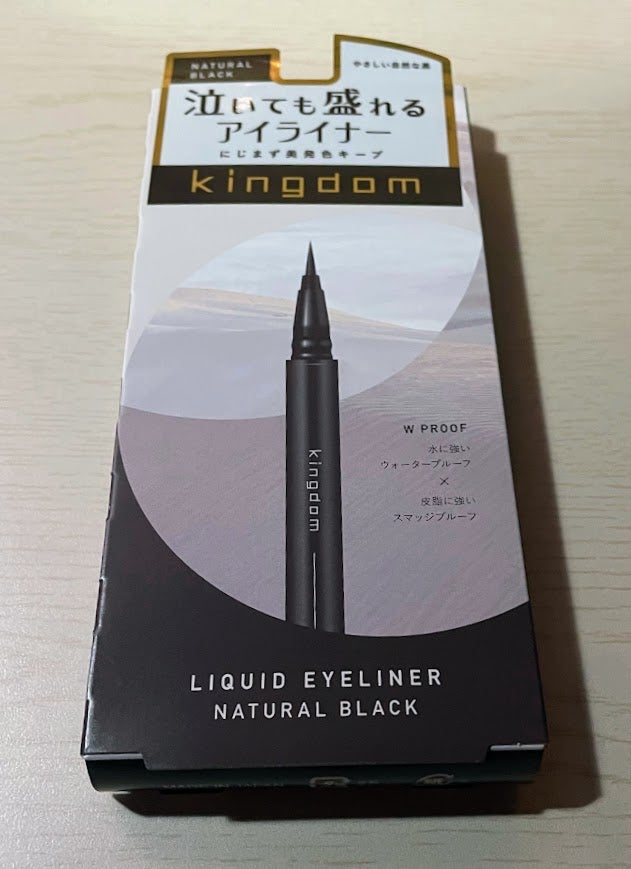 NATURAL
BLACK
やさしい自然な黒
泣いても盛れる
アイライナー
にじまず美発色キープ
kingdom
kingdom
W PROOF
水に強い
ウォータープルーフ
×
皮脂に強い
スマッジプルーフ
LIQUID EYELINER
NATURAL BLACK